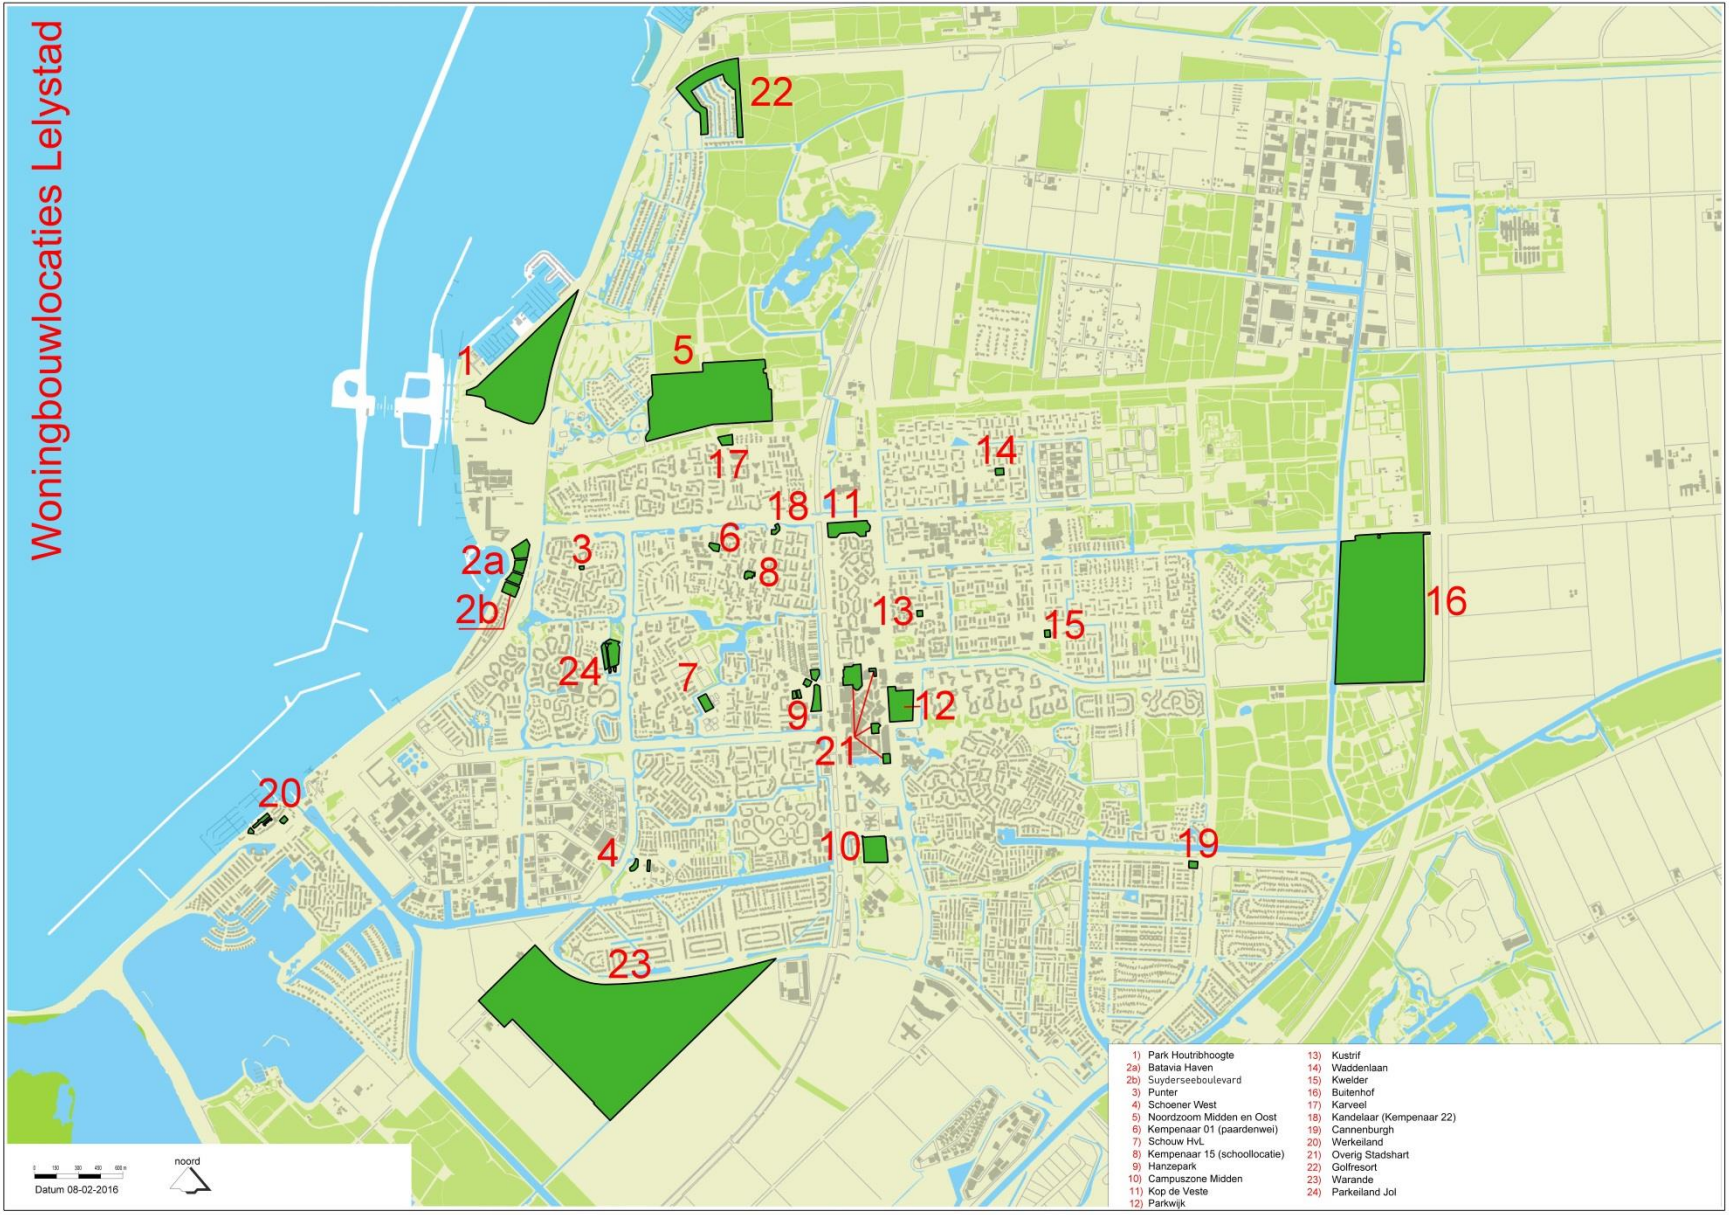 Woningbouwlocaties Lelystad
22
1
5
17
14
18
11
6
3
2a
8
2b
13
15
16
24
7
9
12
21
20
4
10
19
23
1) Park Houtribhoogte
2a) Batavia Haven
2b) Suyderseeboulevard
3) Punter
4) Schoener West
5) Noordzoom Midden en Oost
6) Kempenaar 01 (paardenwei)
7) Schouw HvL
8) Kempenaar 15 (schoollocatie)
9) Hanzepark
10) Campuszone Midden
11) Kop de Veste
12) Parkwijk
13) Kustrif
14) Waddenlaan
15) Kwelder
16) Buitenhof
17) Karveel
18) Kandelaar (Kempenaar 22)
19) Cannenburgh
20) Werkeiland
21) Overig Stadshart
22) Golfresort
23) Warande
24) Parkeiland Jol
0 150 300 450 600 m
Datum 08-02-2016
noord